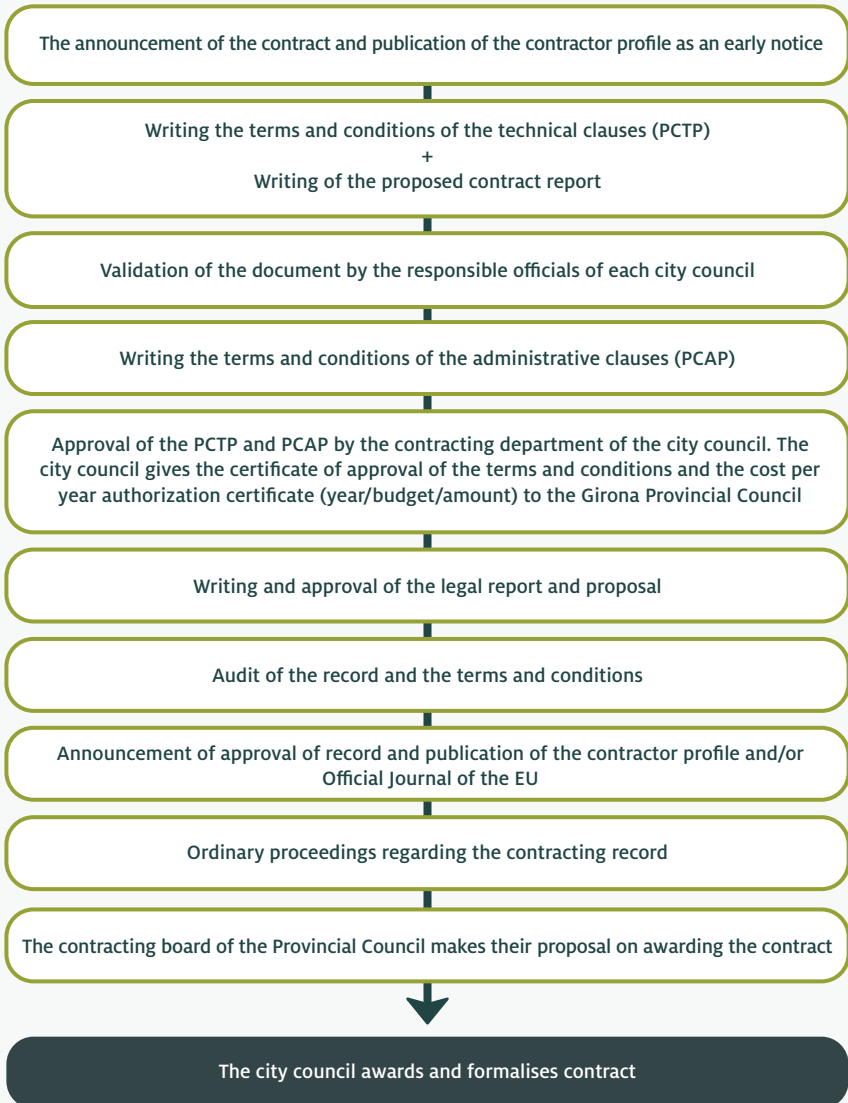 The announcement of the contract and publication of the contractor profile as an early notice
Writing the terms and conditions of the technical clauses (PCTP)
+
Writing of the proposed contract report
Validation of the document by the responsible officials of each city council
Writing the terms and conditions of the administrative clauses (PCAP)
Approval of the PCTP and PCAP by the contracting department of the city council. The
city council gives the certificate of approval of the terms and conditions and the cost per
year authorization certificate (year/budget/amount) to the Girona Provincial Council
Writing and approval of the legal report and proposal
Audit of the record and the terms and conditions
Announcement of approval of record and publication of the contractor profile and/or
Official Journal of the EU
Ordinary proceedings regarding the contracting record
The contracting board of the Provincial Council makes their proposal on awarding the contract
The city council awards and formalises contract